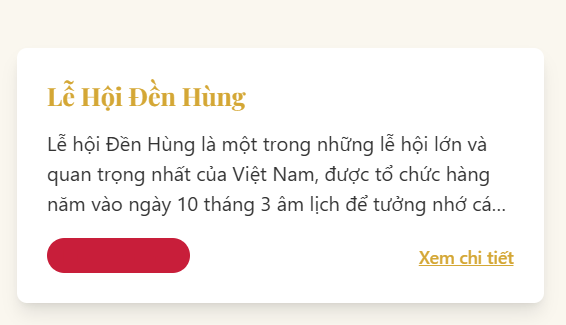 Lễ Hội Đền Hùng
Lễ hội Đền Hùng là một trong những lễ hội lớn và
quan trọng nhất của Việt Nam, được tổ chức hàng
năm vào ngày 10 tháng 3 âm lịch để tưởng nhớ cá...
Xem chi tiết